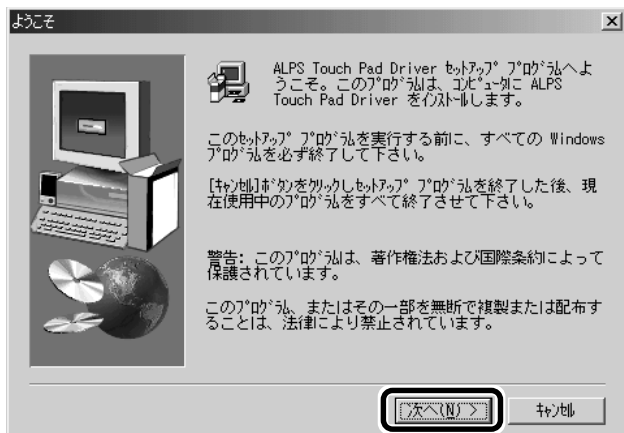 ようこそ
ALPS Touch Pad Driver ｾｯﾄｱｯﾌﾟ ﾌﾟﾛｸﾞﾗﾑへよ
うこそ。このﾌﾟﾛｸﾞﾗﾑは、ｺﾝﾋﾟｭｰﾀに ALPS
Touch Pad Driver をｲﾝｽﾄｰﾙします。
このｾｯﾄｱｯﾌﾟ ﾌﾟﾛｸﾞﾗﾑを実行する前に、すべての Windows
ﾌﾟﾛｸﾞﾗﾑを必ず終了して下さい。
[ｷｬﾝｾﾙ]ﾎﾞﾀﾝをｸﾘｯｸしｾｯﾄｱｯﾌﾟ ﾌﾟﾛｸﾞﾗﾑを終了した後、現
在使用中のﾌﾟﾛｸﾞﾗﾑをすべて終了させて下さい。
警告: このﾌﾟﾛｸﾞﾗﾑは、著作権法および国際条約によって
保護されています。
このﾌﾟﾛｸﾞﾗﾑ、またはその一部を無断で複製または配布す
ることは、法律により禁止されています。
次へ(N) >
ｷｬﾝｾﾙ